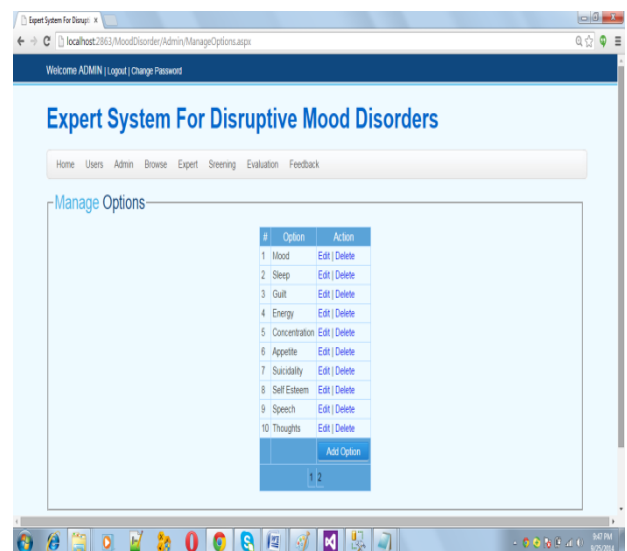 Expert System For Disrupt ×
localhost:2863/MoodDisorder/Admin/ManageOptions.aspx
Welcome ADMIN | Logout | Change Password
Expert System For Disruptive Mood Disorders
Home Users Admin Browse Expert Sreening Evaluation Feedback
Manage Options
# Option Action
1 Mood Edit | Delete
2 Sleep Edit | Delete
3 Guilt Edit | Delete
4 Energy Edit | Delete
5 Concentration Edit | Delete
6 Appetite Edit | Delete
7 Suicidality Edit | Delete
8 Self Esteem Edit | Delete
9 Speech Edit | Delete
10 Thoughts Edit | Delete
Add Option
1 2
9:47 PM
9/25/2014